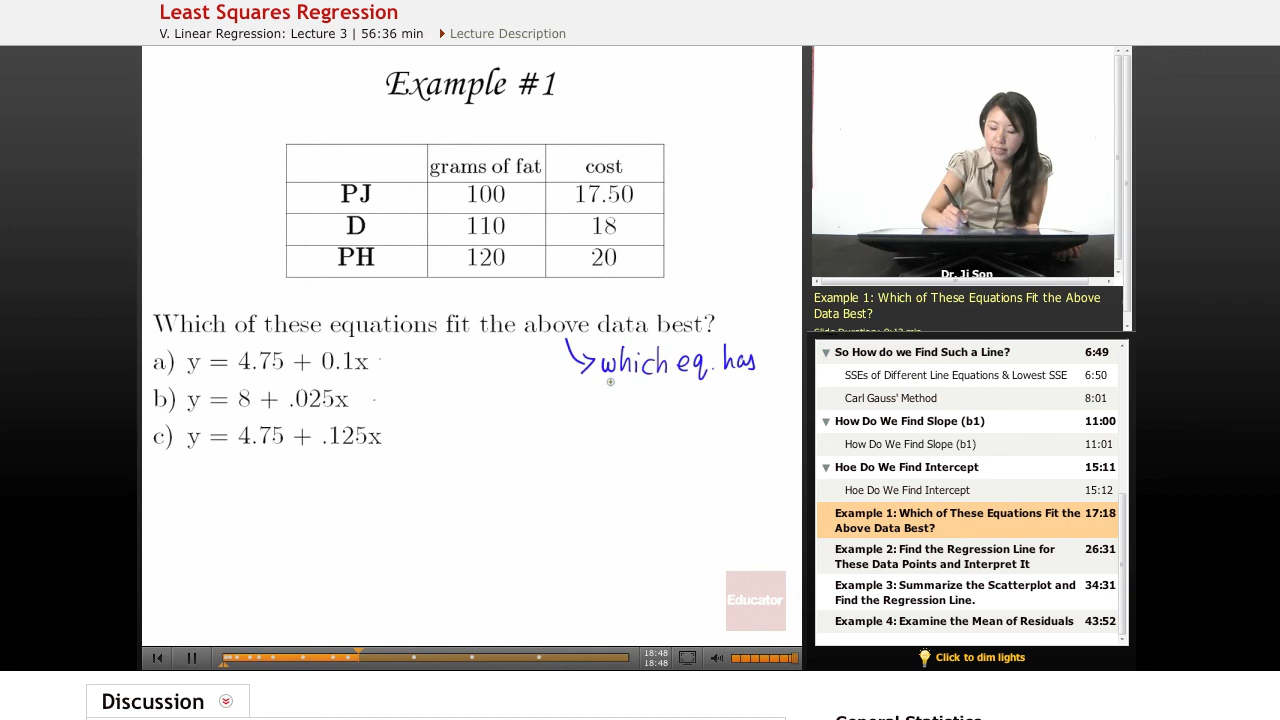 Least Squares Regression
V. Linear Regression: Lecture 3 | 56:36 min Lecture Description
Example #1
grams of fat cost
PJ 100 17.50
D 110 18
PH 120 20
Which of these equations fit the above data best?
which eq. has
a) y = 4.75 + 0.1x
b) y = 8 + .025x
c) y = 4.75 + .125x
Educator
18:48
18:48
Dr. Ji Son
Example 1: Which of These Equations Fit the Above
Data Best?
So How do we Find Such a Line? 6:49
SSEs of Different Line Equations & Lowest SSE 6:50
Carl Gauss' Method 8:01
How Do We Find Slope (b1) 11:00
How Do We Find Slope (b1) 11:01
Hoe Do We Find Intercept 15:11
Hoe Do We Find Intercept 15:12
Example 1: Which of These Equations Fit the 17:18
Above Data Best?
Example 2: Find the Regression Line for 26:31
These Data Points and Interpret It
Example 3: Summarize the Scatterplot and 34:31
Find the Regression Line.
Example 4: Examine the Mean of Residuals 43:52
Click to dim lights
Discussion
General Statistics